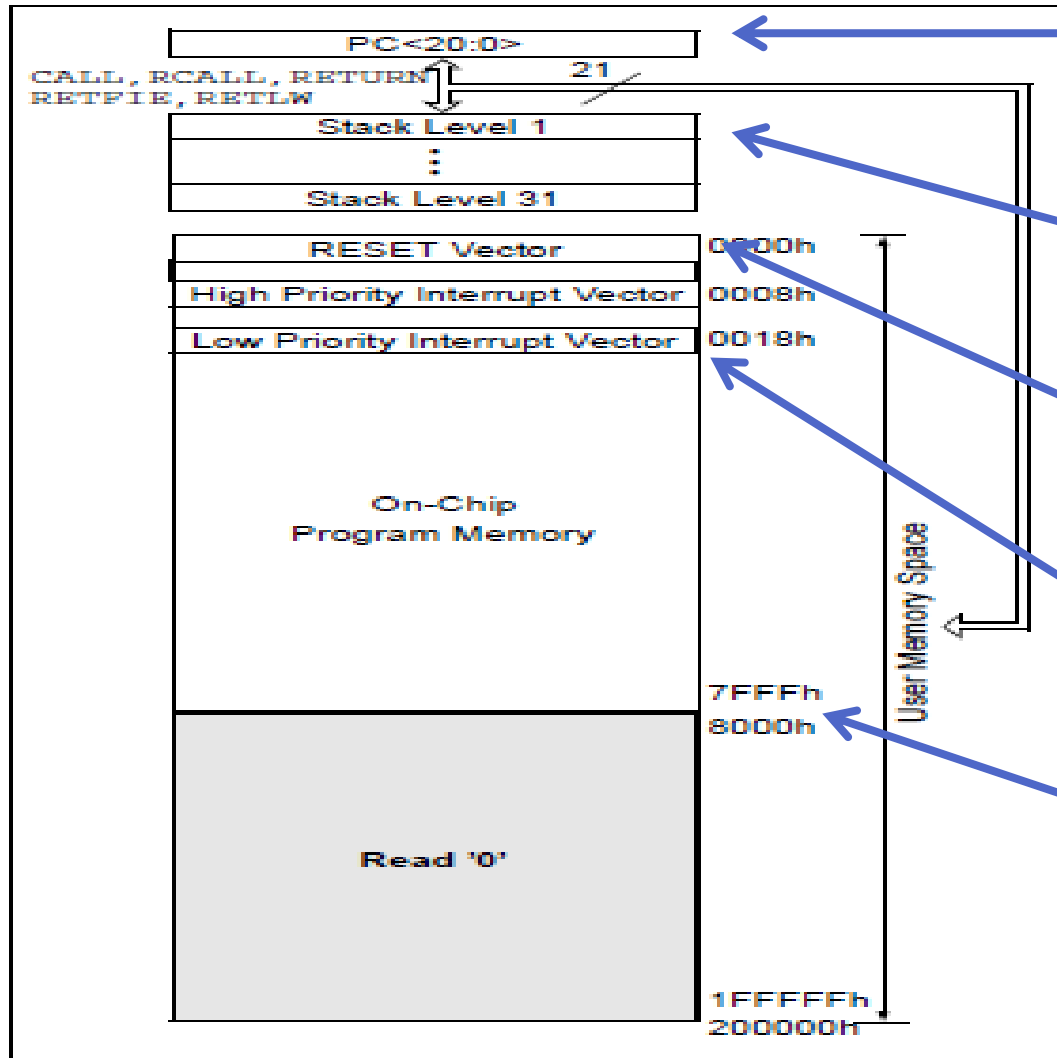 PC<20:0>
CALL,RCALL,RETURN
RETFIE,RETLW
21
Stack Level 1
Stack Level 31
RESET Vector
0000h
High Priority Interrupt Vector
0008h
Low Priority Interrupt Vector
0018h
On-Chip
Program Memory
User Memory Space
7FFFh
8000h
Read '0'
1FFFFFh
200000h